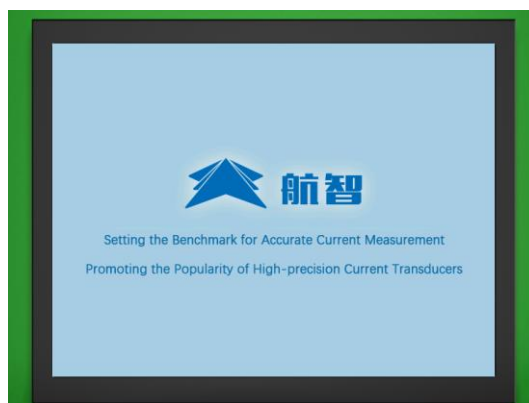 航智
Setting the Benchmark for Accurate Current Measurement
Promoting the Popularity of High-precision Current Transducers